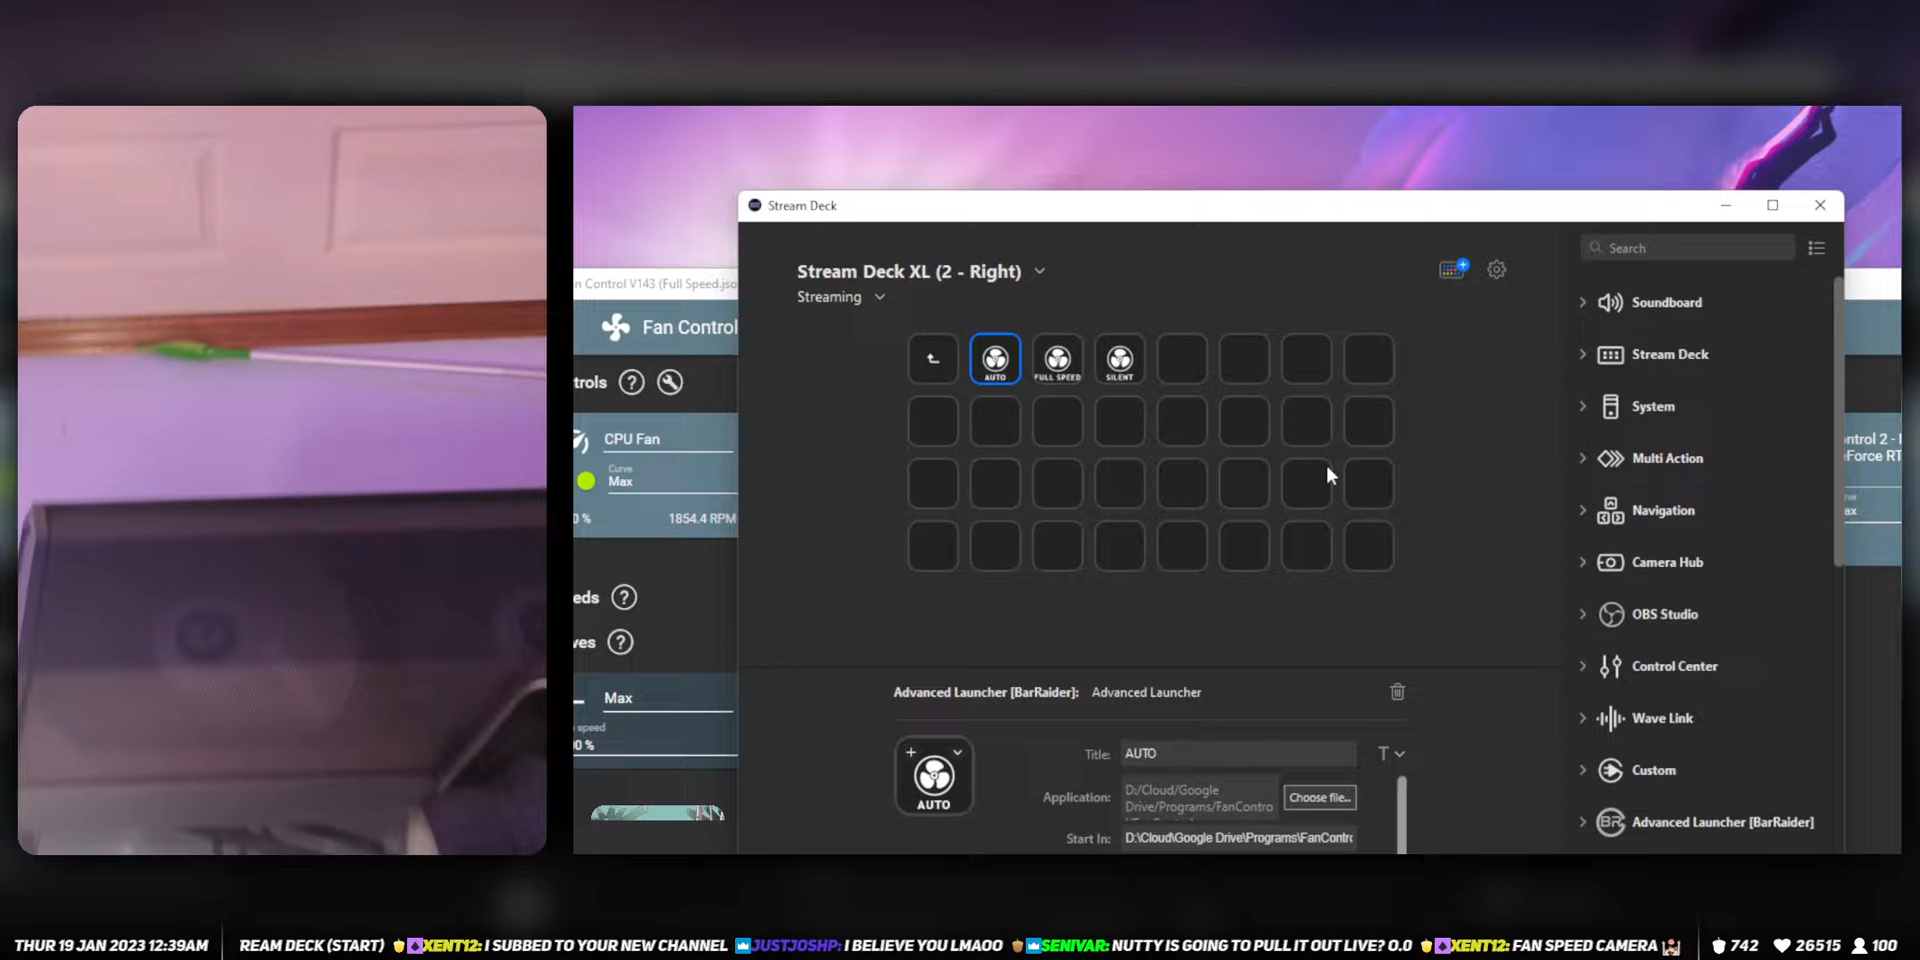 Stream Deck
Search
Stream Deck XL (2 - Right)
Streaming
n Control V143 (Full Speed.jso
Fan Control
trols ?
CPU Fan
Curve
Max
0 %
1854.4 RPM
eds ?
ves ?
Max
speed
00 %
AUTO
FULL SPEED
SILENT
Advanced Launcher [BarRaider]: Advanced Launcher
AUTO
Title: AUTO
T
Application: D:/Cloud/Google
Drive/Programs/FanContro
Choose file...
Start In: D:\Cloud\Google Drive\Programs\FanContro
Soundboard
Stream Deck
System
Multi Action
Navigation
Camera Hub
OBS Studio
Control Center
Wave Link
Custom
BR Advanced Launcher [BarRaider]
ntrol 2 -
eForce RT
Max
THUR 19 JAN 2023 12:39AM
REAM DECK (START) XENT12: I SUBBED TO YOUR NEW CHANNEL JUSTJOSHP: I BELIEVE YOU LMAOO SENIVAR: NUTTY IS GOING TO PULL IT OUT LIVE? O.O XENT12: FAN SPEED CAMERA
742 26515 100